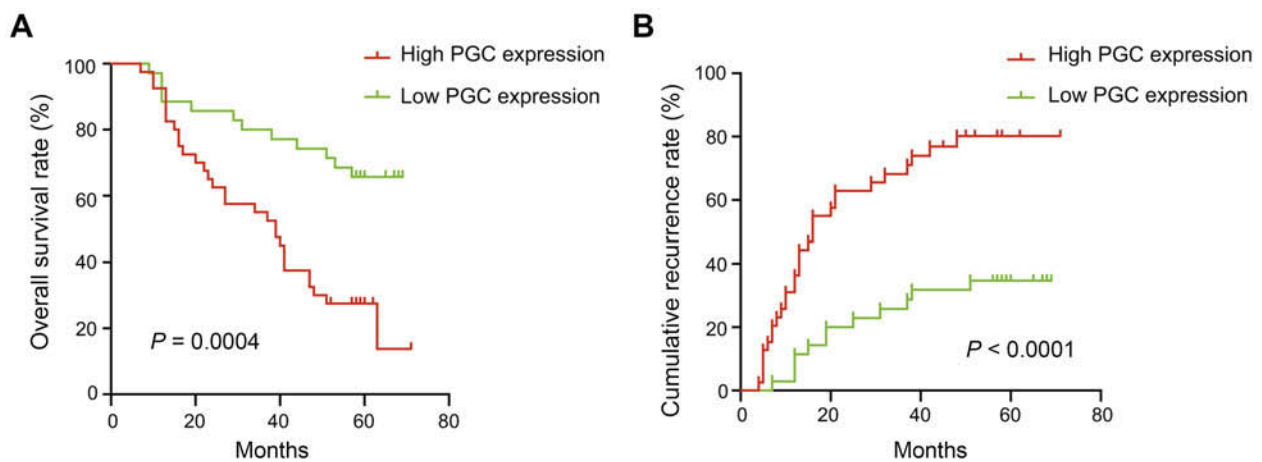 A
High PGC expression
Low PGC expression
Overall survival rate (%)
100
80
60
40
20
0
P = 0.0004
0 20 40 60 80
Months
B
High PGC expression
Low PGC expression
Cumulative recurrence rate (%)
100
80
60
40
20
0
P < 0.0001
0 20 40 60 80
Months